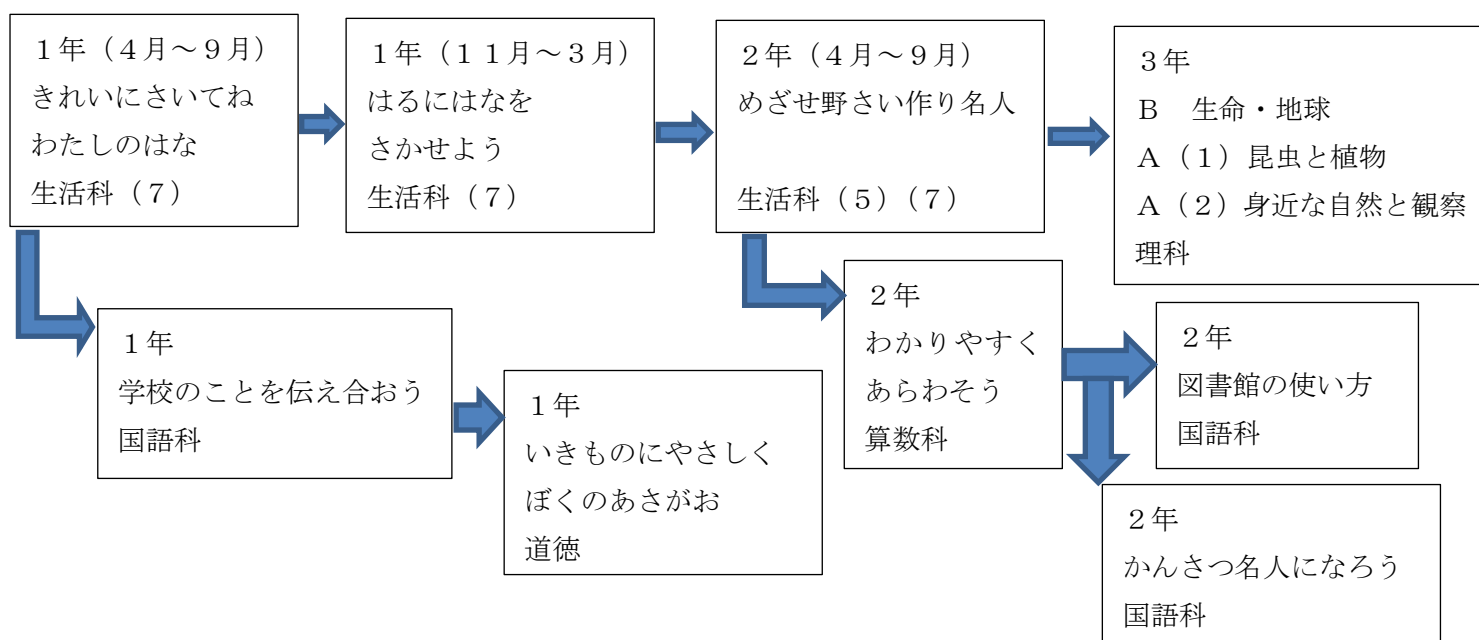 １年（４月～９月）
きれいにさいてね
わたしのはな
生活科（７）
１年（１１月～３月）
はるにはなを
さかせよう
生活科（７）
２年（４月～９月）
めざせ野さい作り名人
生活科（５）（７）
３年
Ｂ　生命・地球
Ａ（１）昆虫と植物
Ａ（２）身近な自然と観察
理科
１年
学校のことを伝え合おう
国語科
１年
いきものにやさしく
ぼくのあさがお
道徳
２年
わかりやすく
あらわそう
算数科
２年
図書館の使い方
国語科
２年
かんさつ名人になろう
国語科